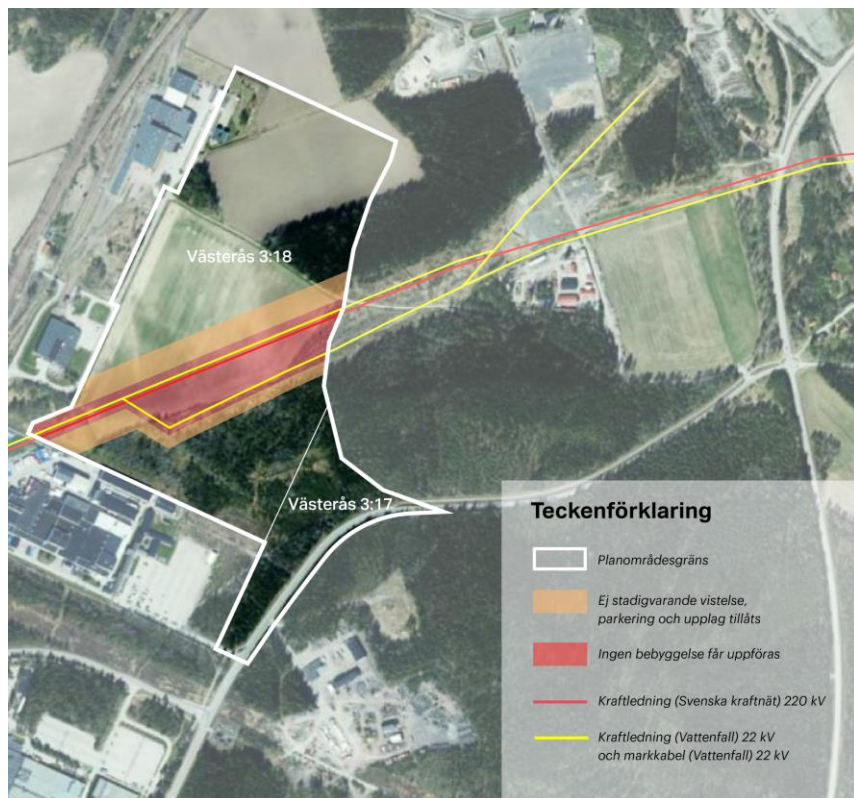 Västerås 3:18
Västerås 3:17
Teckenförklaring
Planområdesgräns
Ej stadigvarande vistelse,
parkering och upplag tillåts
Ingen bebyggelse får uppföras
Kraftledning (Svenska kraftnät) 220 kV
Kraftledning (Vattenfall) 22 kV
och markkabel (Vattenfall) 22 kV